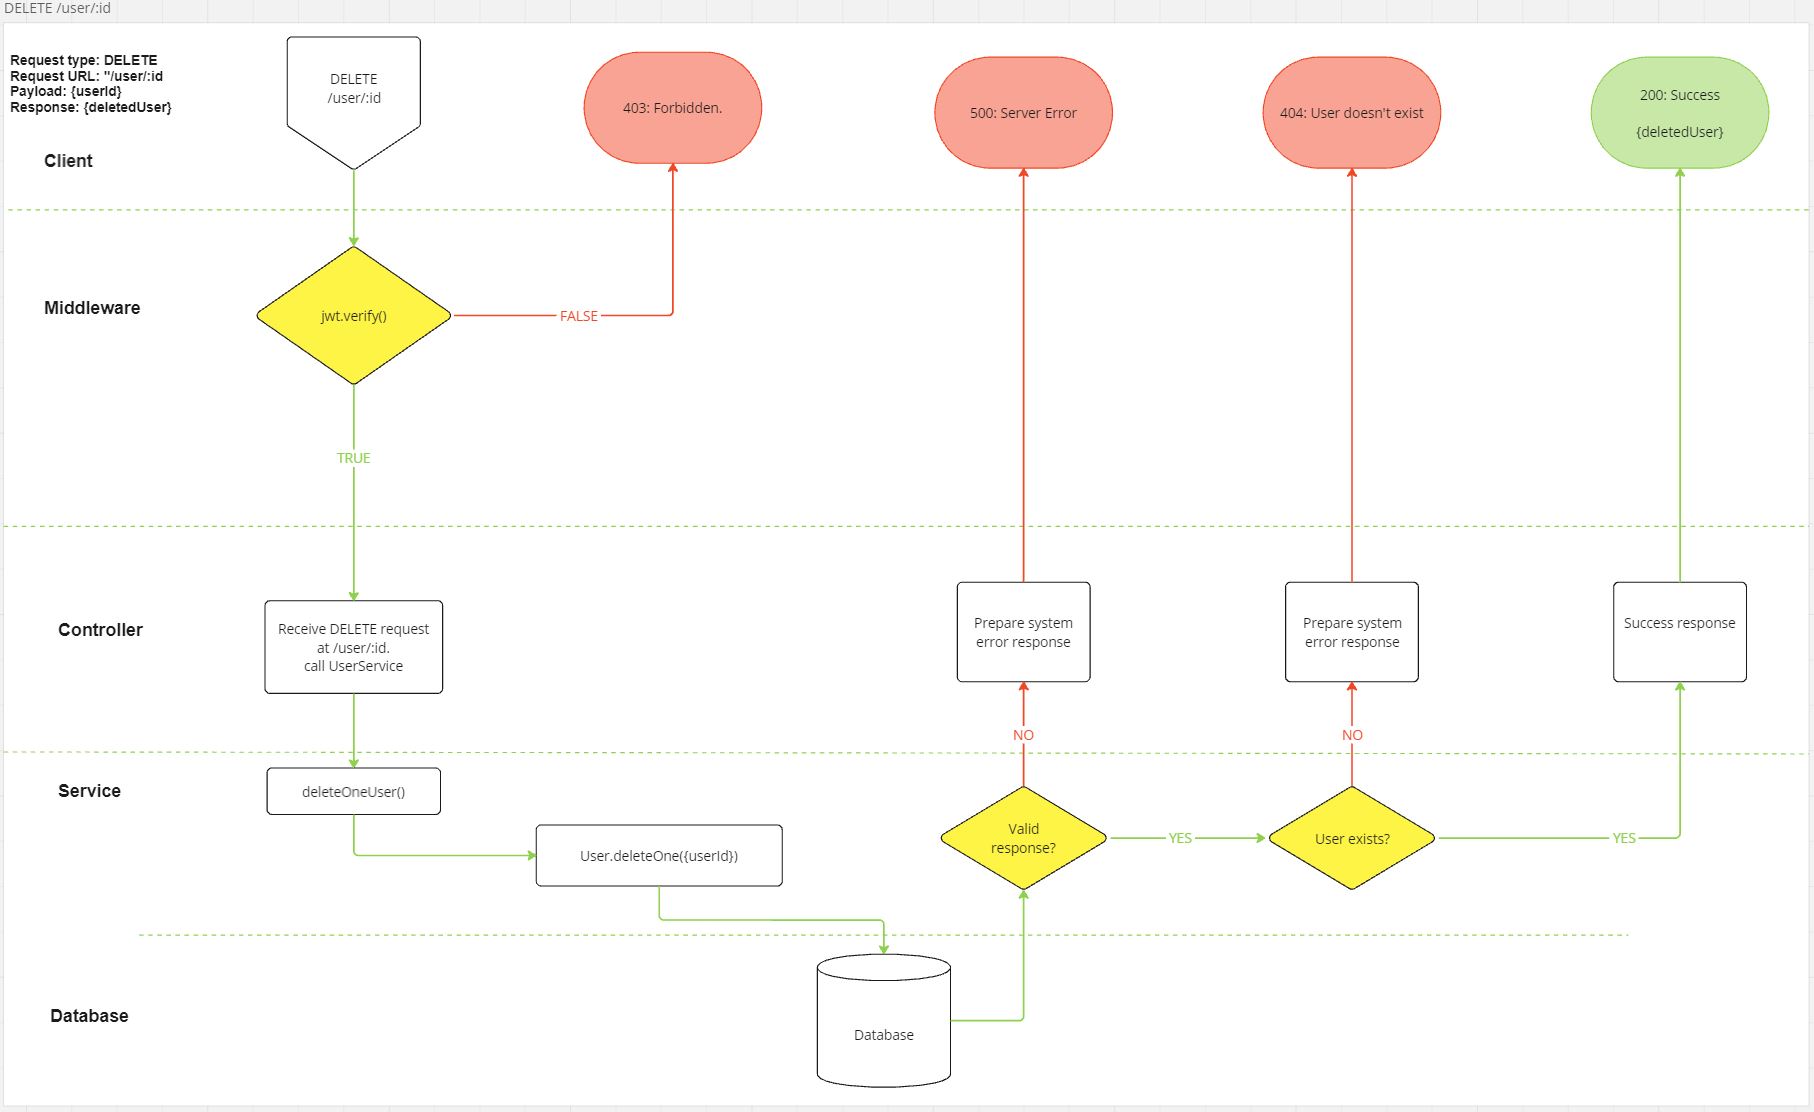 DELETE /user/:id
Request type: DELETE
Request URL: "/user/:id
Payload: {userId}
Response: {deletedUser}
DELETE
/user/:id
403: Forbidden.
500: Server Error
404: User doesn't exist
200: Success
{deletedUser}
Client
Middleware
jwt.verify()
FALSE
TRUE
Controller
Receive DELETE request
at /user/:id.
call UserService
Prepare system
error response
Prepare system
error response
Success response
NO
NO
Service
deleteOneUser()
User.deleteOne({userId})
Valid
response?
YES
User exists?
YES
Database
Database